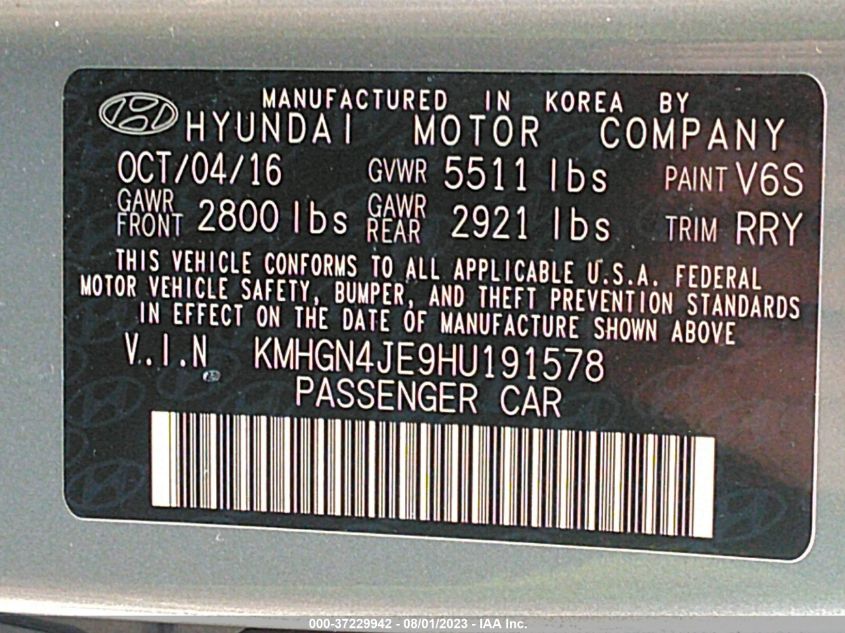 MANUFACTURED IN KOREA BY
HYUNDAI MOTOR COMPANY
OCT/04/16 GVWR 5511 lbs PAINT V6S
GAWR FRONT 2800 lbs GAWR REAR 2921 lbs TRIM RRY
THIS VEHICLE CONFORMS TO ALL APPLICABLE U.S.A. FEDERAL
MOTOR VEHICLE SAFETY, BUMPER, AND THEFT PREVENTION STANDARDS
IN EFFECT ON THE DATE OF MANUFACTURE SHOWN ABOVE
V.I.N KMHGN4JE9HU191578
PASSENGER CAR
000-37229942 - 08/01/2023 - IAA Inc.